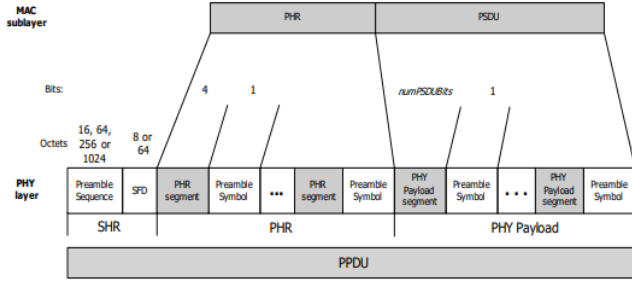 MAC
sublayer
PHR
PSDU
Bits:
4
1
numPSDUBits
1
Octets
16, 64,
256 or
1024
8 or
64
PHY
layer
Preamble
Sequence
SFD
PHR
segment
Preamble
Symbol
...
PHR
segment
Preamble
Symbol
PHY
Payload
segment
Preamble
Symbol
. . .
PHY
Payload
segment
Preamble
Symbol
SHR
PHR
PHY Payload
PPDU